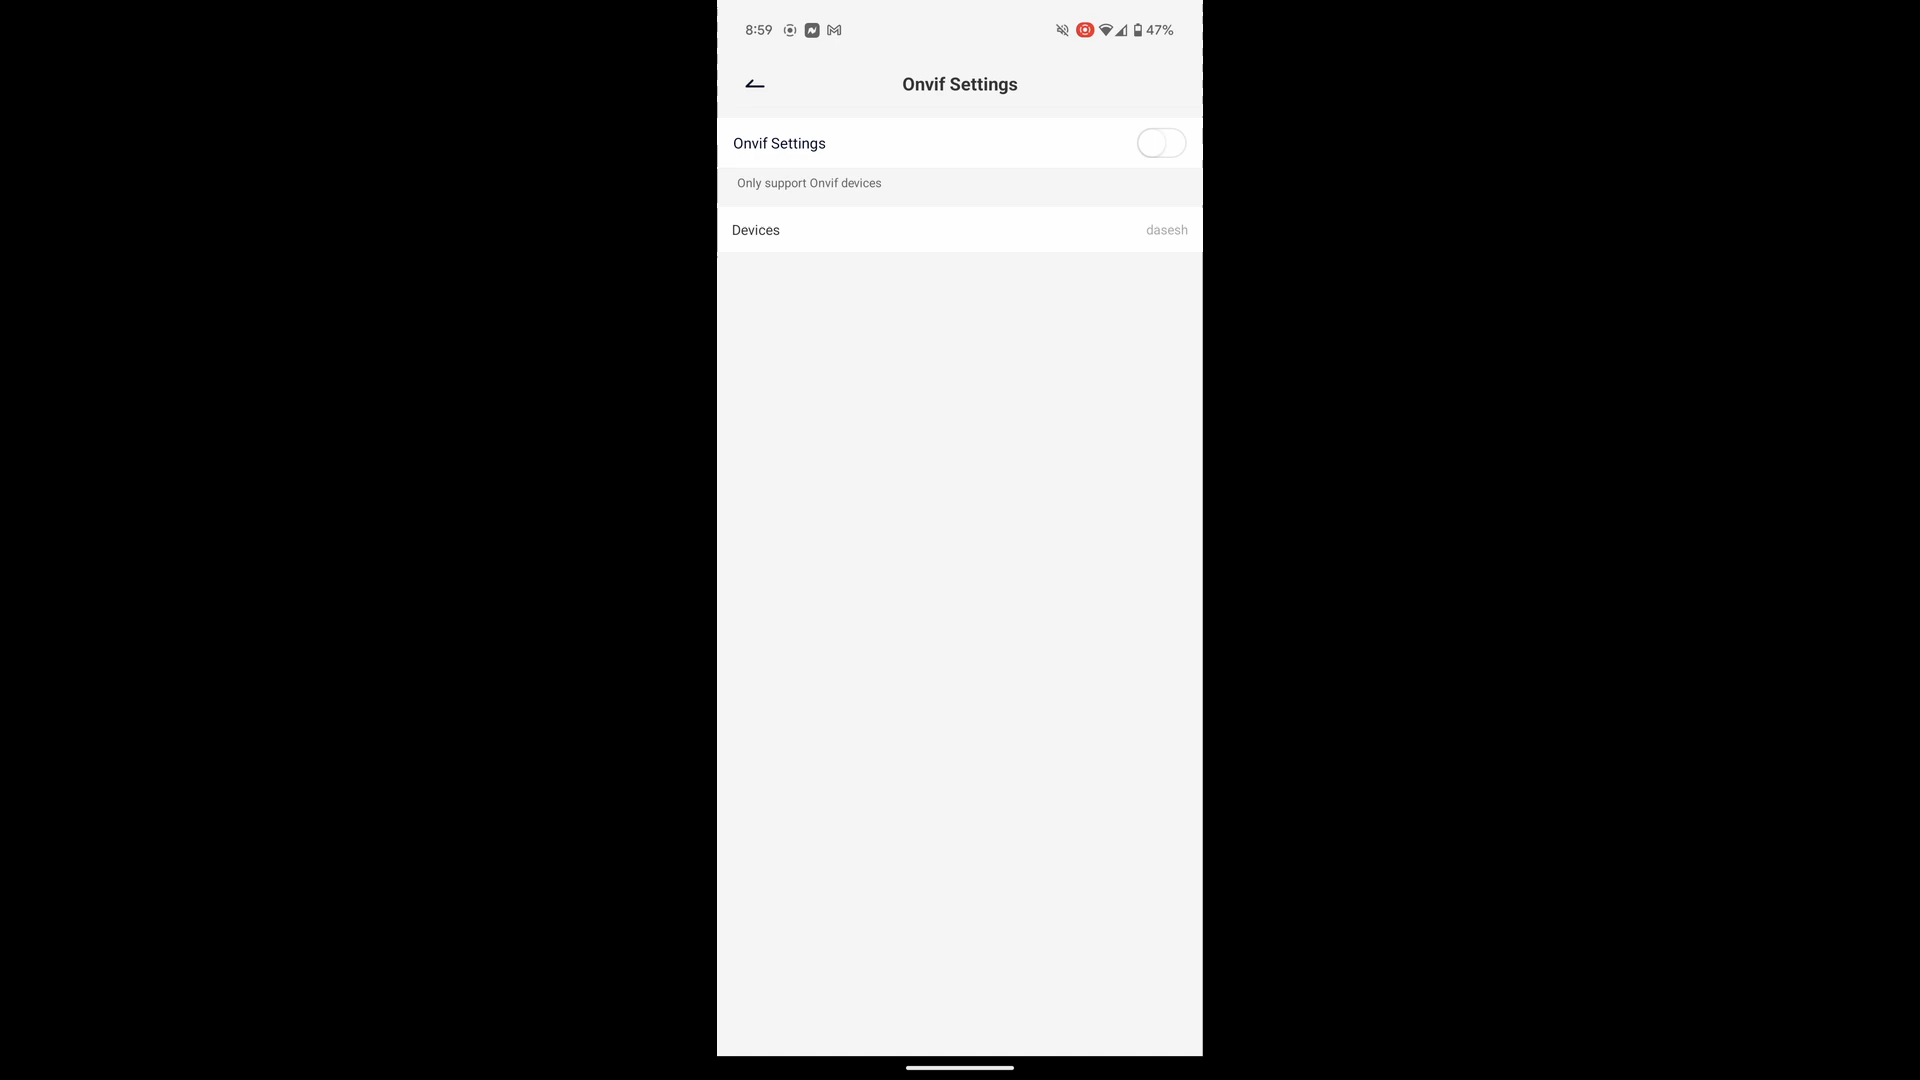 8:59 47%
Onvif Settings
Onvif Settings
Only support Onvif devices
Devices dasesh